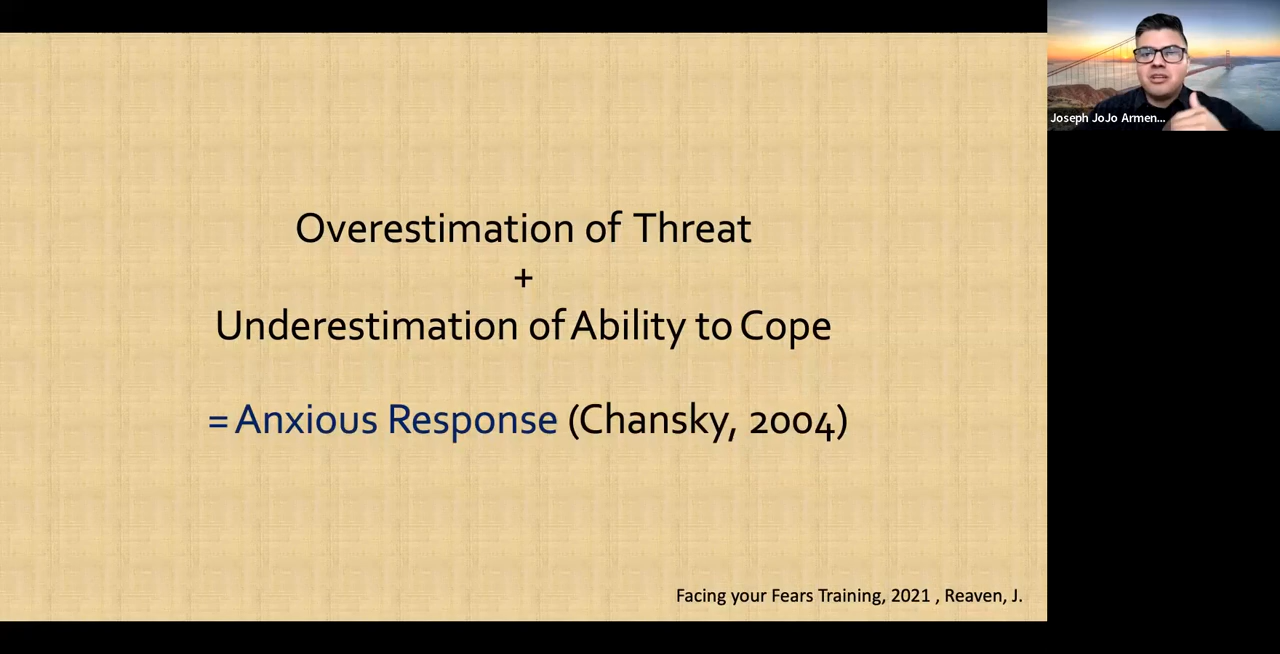 Overestimation of Threat
+
Underestimation of Ability to Cope
= Anxious Response (Chansky, 2004)
Facing your Fears Training, 2021 , Reaven, J.
Joseph JoJo Armen...